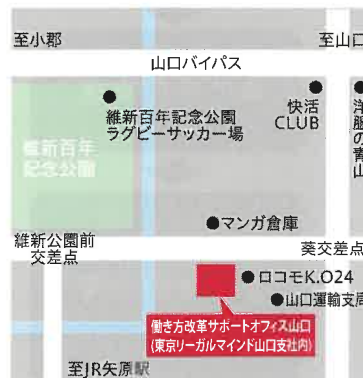 至小郡
至山口
山口バイパス
維新百年記念公園
ラグビーサッカー場
快活
CLUB
洋服の青山
維新百年
記念公園
マンガ倉庫
維新公園前
交差点
葵交差点
ロコモK.O24
山口運輸支局
働き方改革サポートオフィス山口
(東京リーガルマインド山口支社内)
至JR矢原駅